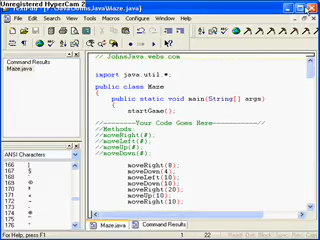 Unregistered HyperCam 2
File Edit Search View Tools Macros Configure Window Help
Command Results
Maze.java
// JohnsJava.webs.com
import java.util.*;
public class Maze
{
public static void main(String[] args)
{
startGame();
//--------Your Code Goes Here-----------
//Methods
//moveRight(#);
//moveLeft(#);
//moveUp(#);
//moveDown(#);
moveRight(8);
moveDown(4);
moveLeft(10);
moveDown(10);
moveRight(20);
moveUp(10);
moveRight(10);
ANSI Characters
166 ¦
167 §
168 ¨
169 ©
170 ª
171 «
172 ¬
173
174 ®
175 ¯
176 °
Maze.java Command Results
For Help, press F1
1 22